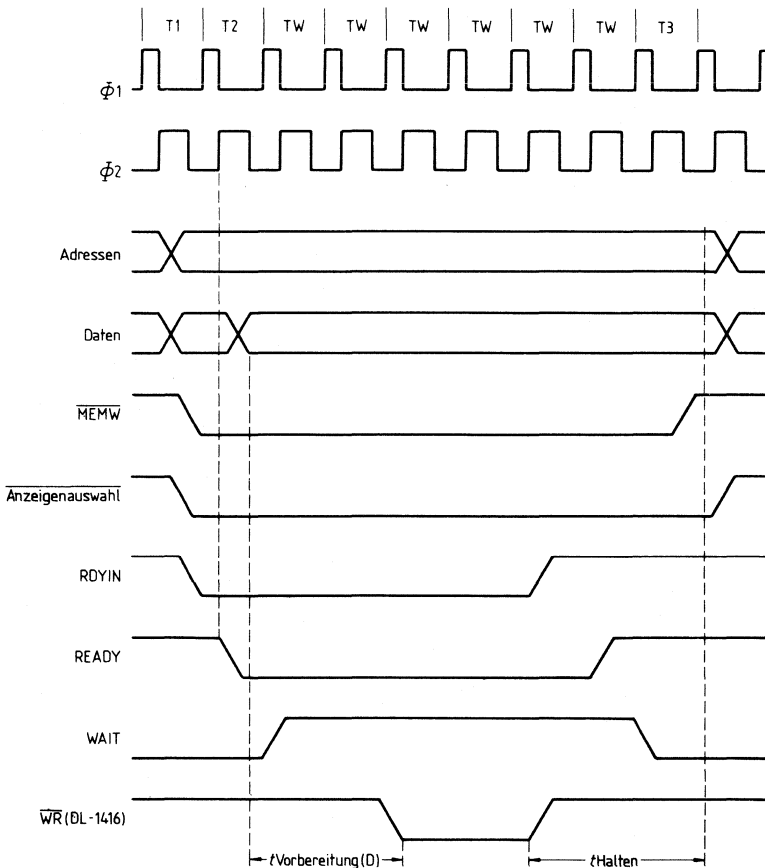 T1 T2 TW TW TW TW TW TW T3
Φ1
Φ2
Adressen
Daten
MEMW
Anzeigenauswahl
RDYIN
READY
WAIT
WR (DL-1416)
tVorbereitung (D) tHalten